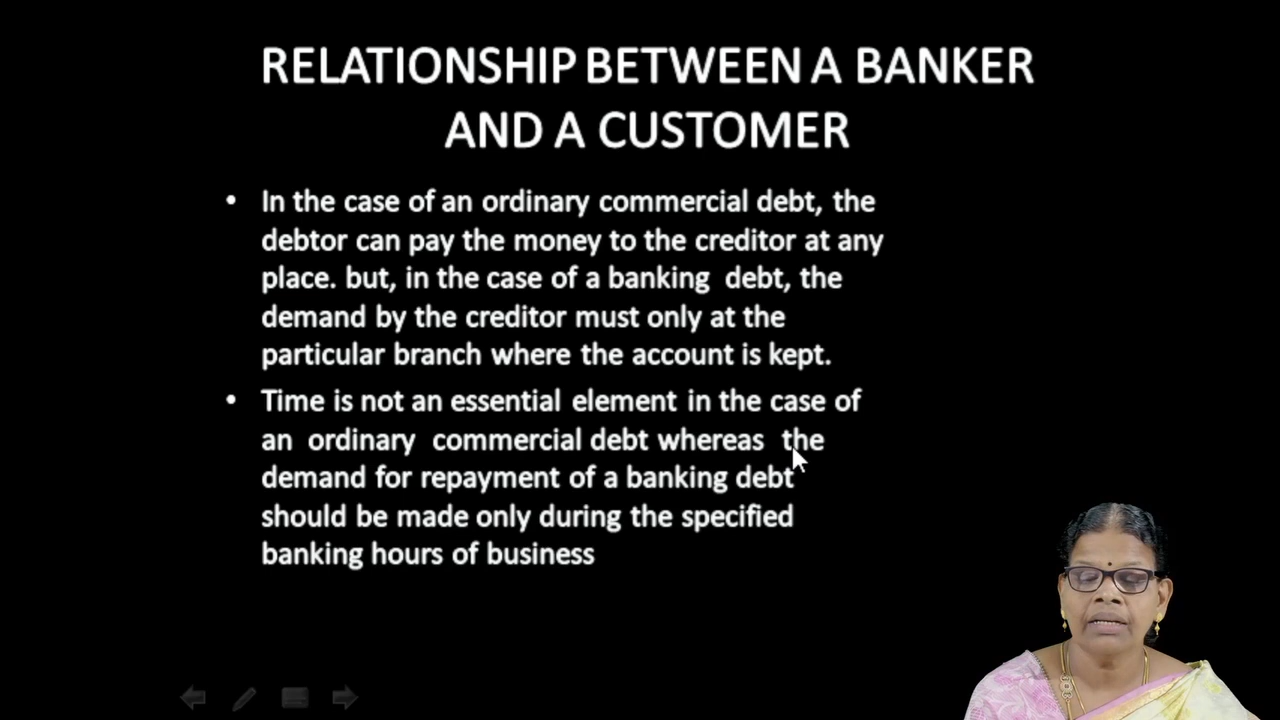 RELATIONSHIP BETWEEN A BANKER
AND A CUSTOMER
• In the case of an ordinary commercial debt, the
debtor can pay the money to the creditor at any
place. but, in the case of a banking debt, the
demand by the creditor must only at the
particular branch where the account is kept.
• Time is not an essential element in the case of
an ordinary commercial debt whereas the
demand for repayment of a banking debt
should be made only during the specified
banking hours of business